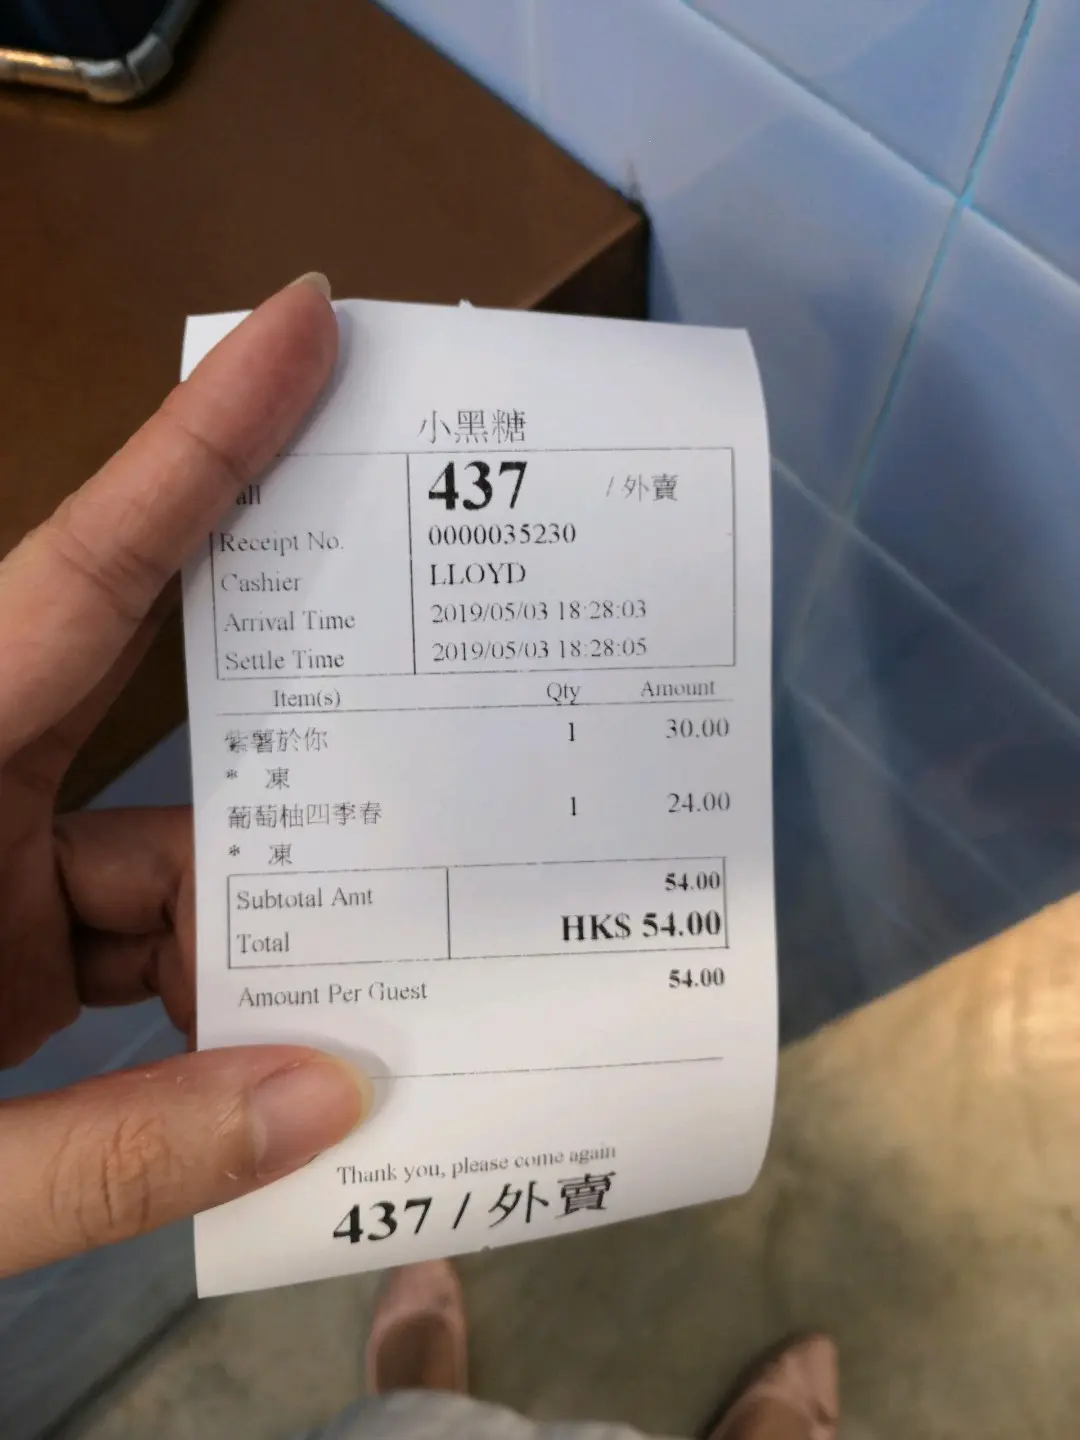 小黑糖
437 / 外賣
Receipt No. 0000035230
Cashier LLOYD
Arrival Time 2019/05/03 18:28:03
Settle Time 2019/05/03 18:28:05
Item(s) Qty Amount
紫薯於你 1 30.00
* 凍
葡萄柚四季春 1 24.00
* 凍
Subtotal Amt 54.00
Total HK$ 54.00
Amount Per Guest 54.00
Thank you, please come again
437 / 外賣